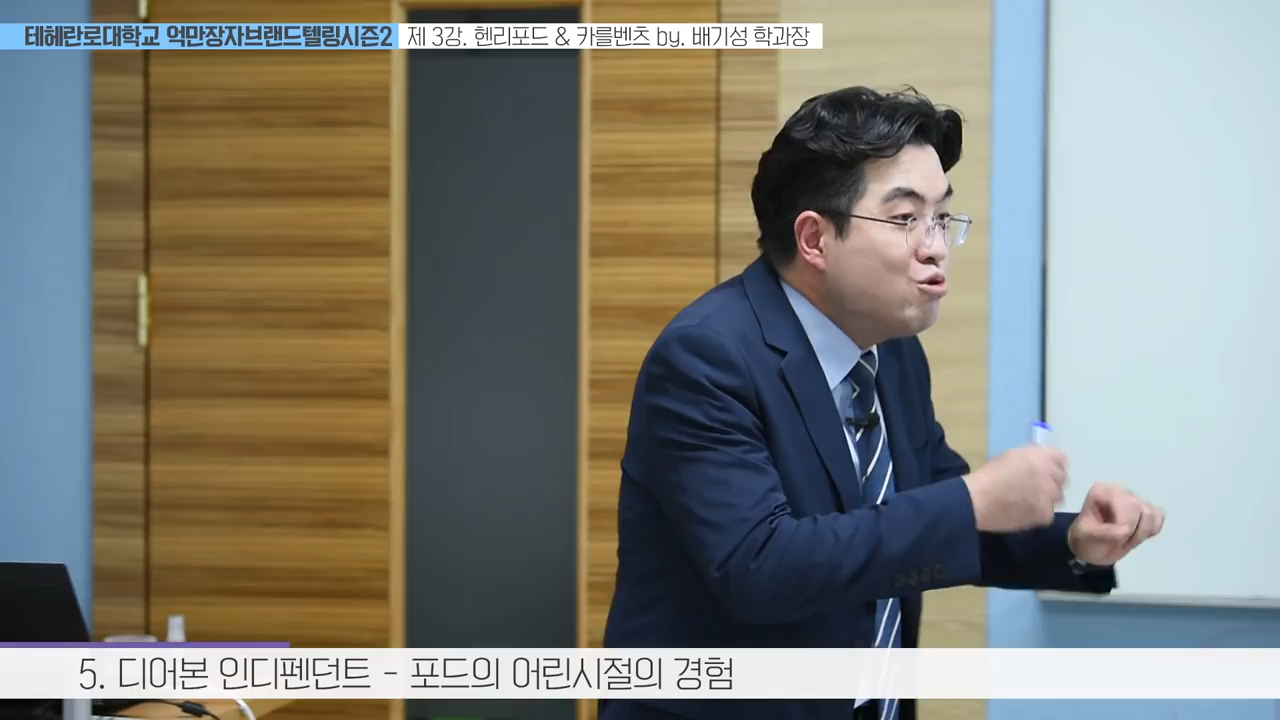 테헤란로대학교 억만장자브랜드텔링시즌2 제 3강. 헨리포드 & 카를벤츠 by. 배기성 학과장
5. 디어본 인디펜던트 - 포드의 어린시절의 경험